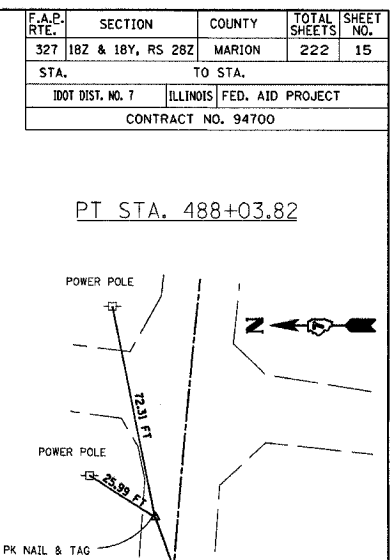 F.A.P. RTE. SECTION COUNTY TOTAL SHEETS SHEET NO.
327 18Z & 18Y, RS 28Z MARION 222 15
STA. TO STA.
IDOT DIST. NO. 7 ILLINOIS FED. AID PROJECT
CONTRACT NO. 94700
PT STA. 488+03.82
POWER POLE
N
72.31 FT
POWER POLE
25.99 FT
PK NAIL & TAG